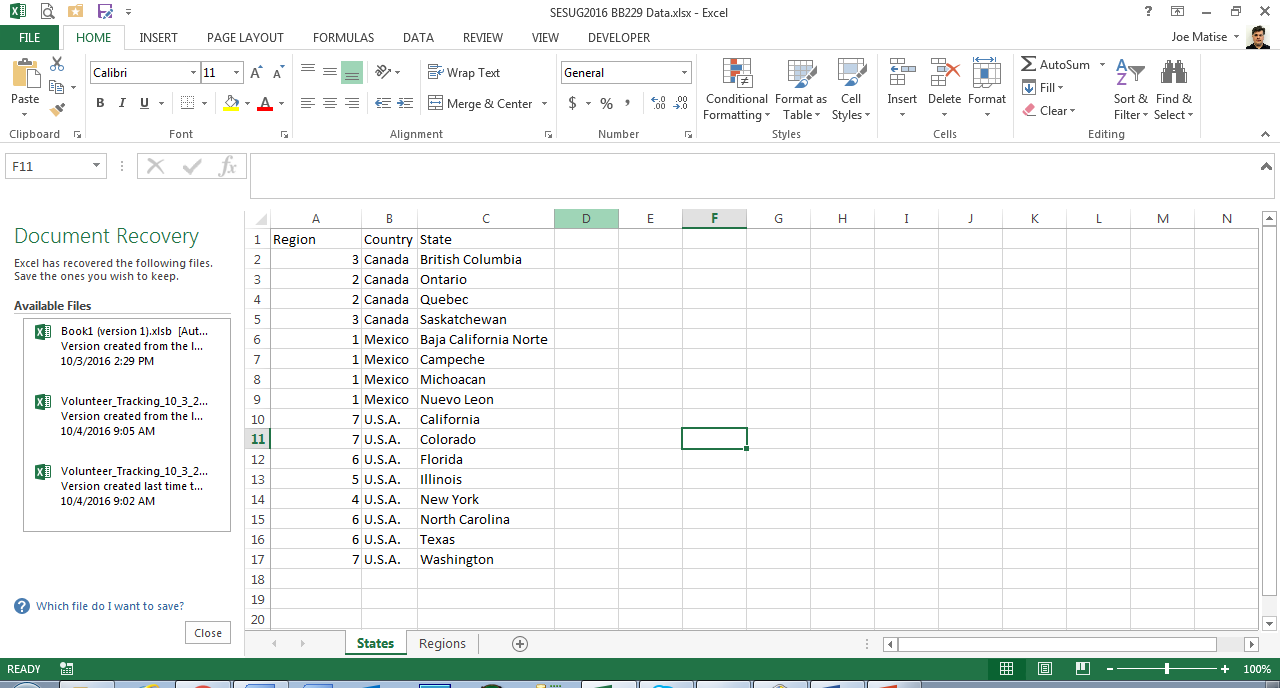 SESUG2016 BB229 Data.xlsx - Excel
FILE HOME INSERT PAGE LAYOUT FORMULAS DATA REVIEW VIEW DEVELOPER Joe Matise
Calibri 11 Wrap Text General AutoSum
Paste Conditional Format as Cell Insert Delete Format Fill Sort & Find &
B I U A Merge & Center $ % , Formatting Table Styles Clear Filter Select
Clipboard Font Alignment Number Styles Cells Editing
F11 fx
A B C D E F G H I J K L M N
Document Recovery
Excel has recovered the following files.
Save the ones you wish to keep.
Available Files
Book1 (version 1).xlsb [Aut...
Version created from the l...
10/3/2016 2:29 PM
Volunteer_Tracking_10_3_2...
Version created from the l...
10/4/2016 9:05 AM
Volunteer_Tracking_10_3_2...
Version created last time t...
10/4/2016 9:02 AM
Which file do I want to save?
Close
1 Region Country State
2 3 Canada British Columbia
3 2 Canada Ontario
4 2 Canada Quebec
5 3 Canada Saskatchewan
6 1 Mexico Baja California Norte
7 1 Mexico Campeche
8 1 Mexico Michoacan
9 1 Mexico Nuevo Leon
10 7 U.S.A. California
11 7 U.S.A. Colorado
12 6 U.S.A. Florida
13 5 U.S.A. Illinois
14 4 U.S.A. New York
15 6 U.S.A. North Carolina
16 6 U.S.A. Texas
17 7 U.S.A. Washington
18
19
20
States Regions
READY 100%